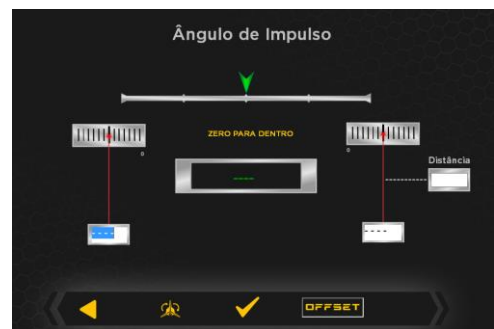 Ângulo de Impulso
ZERO PARA DENTRO
Distância
----
----
----
OFFSET